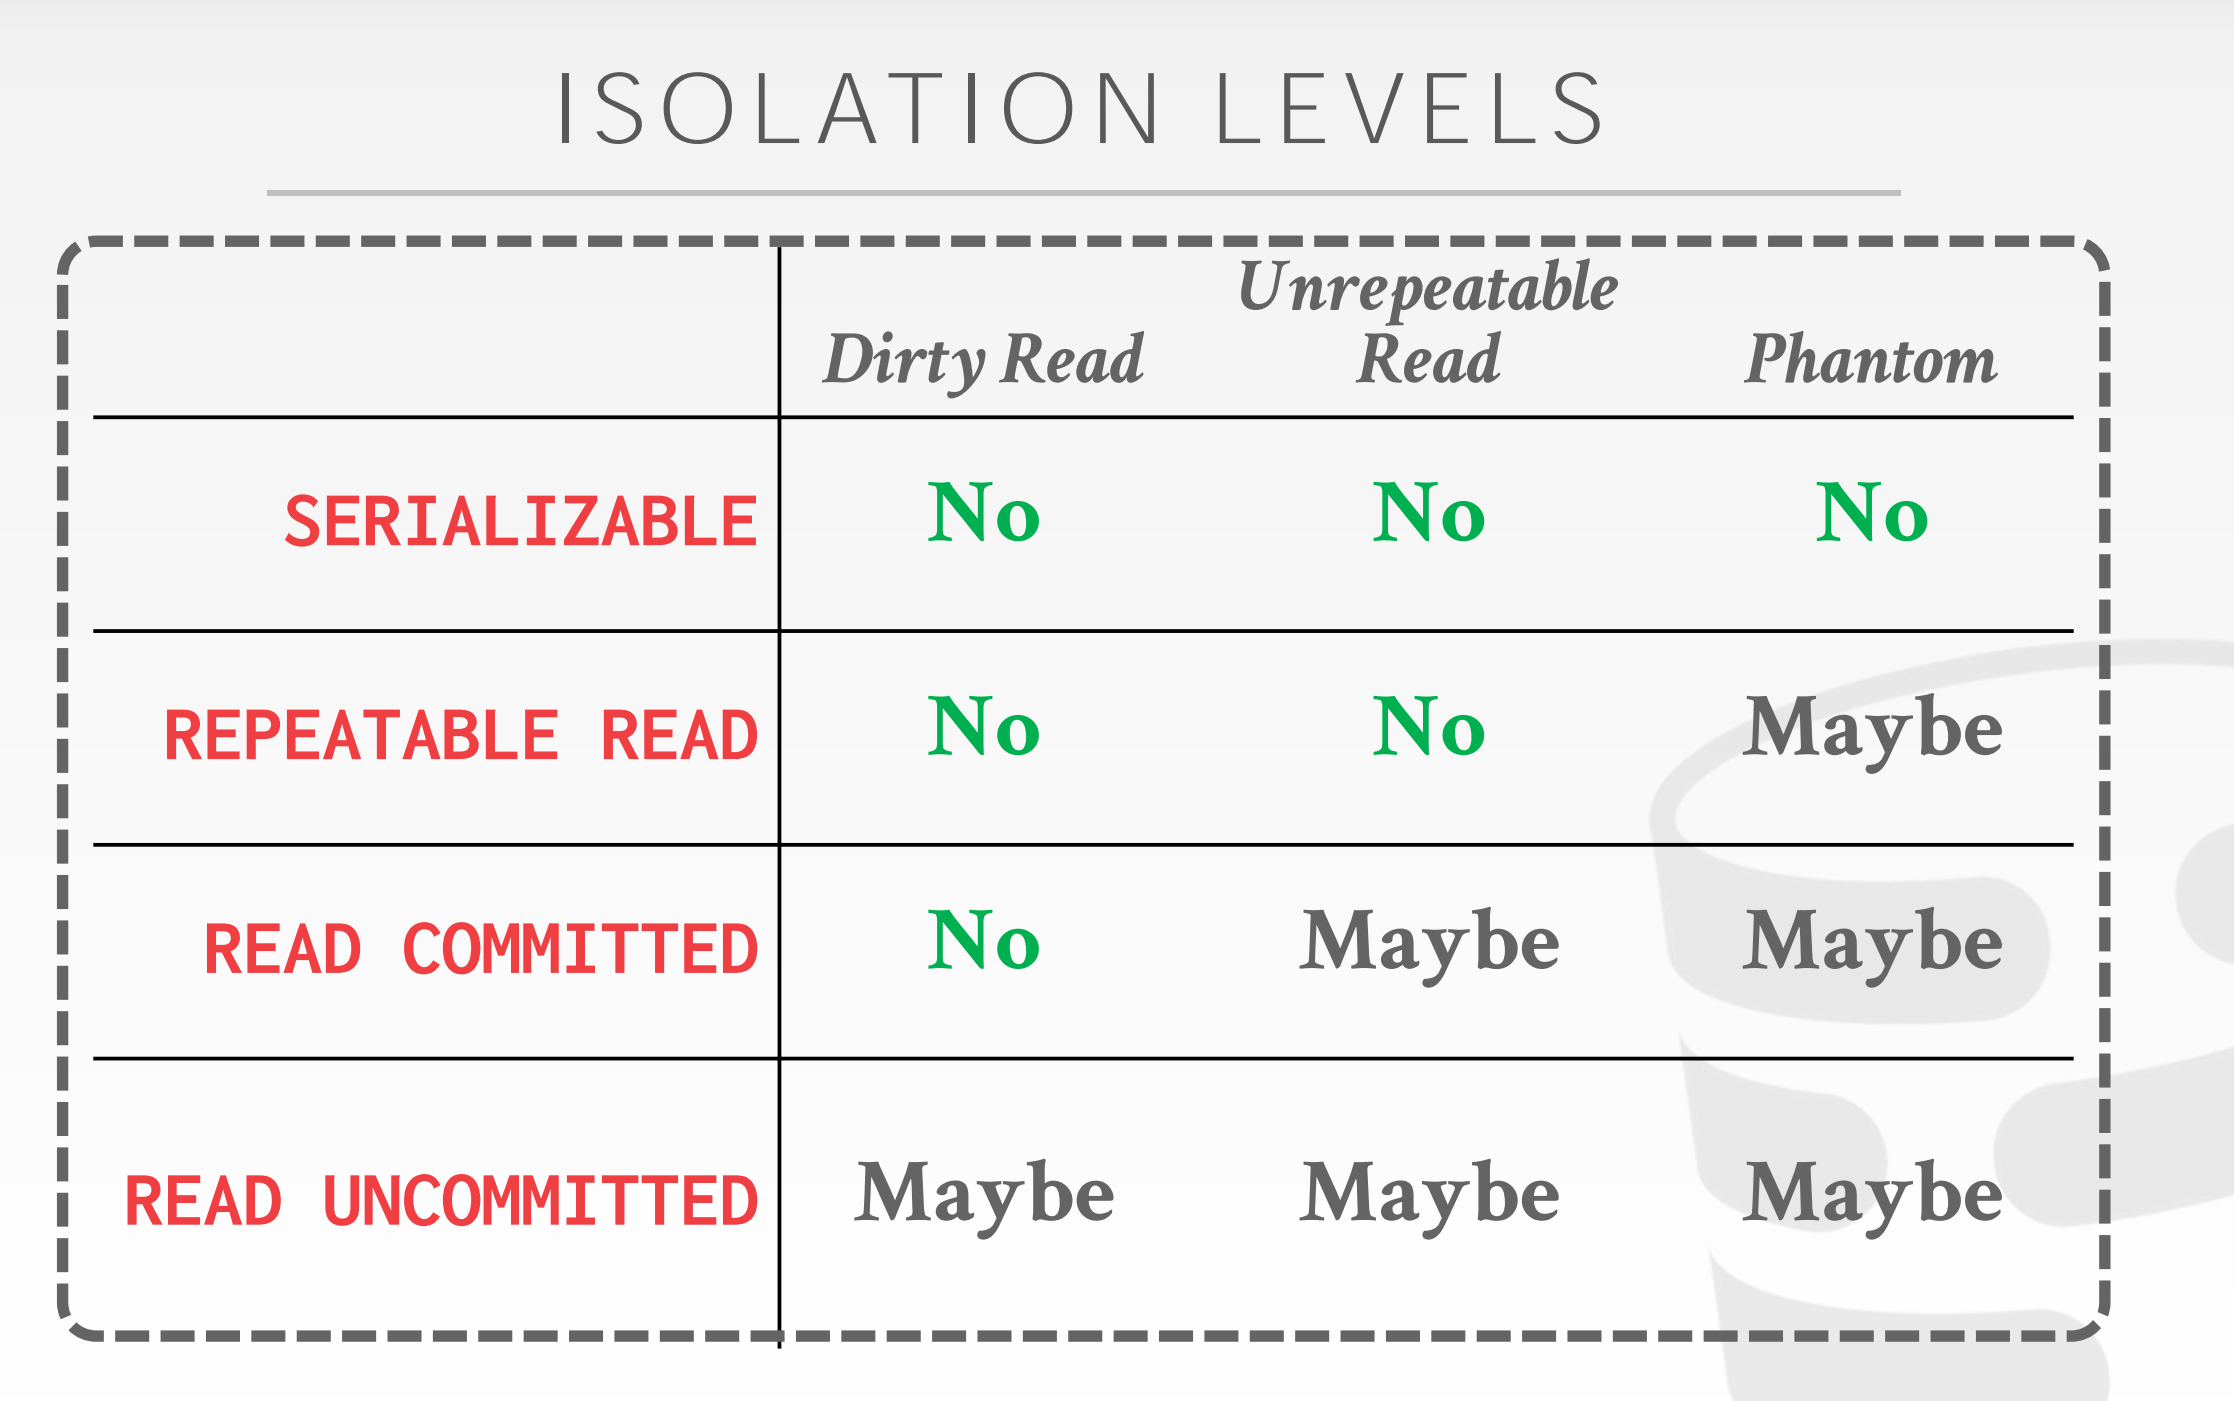 ISOLATION LEVELS
Dirty Read
Unrepeatable
Read
Phantom
SERIALIZABLE No No No
REPEATABLE READ No No Maybe
READ COMMITTED No Maybe Maybe
READ UNCOMMITTED Maybe Maybe Maybe